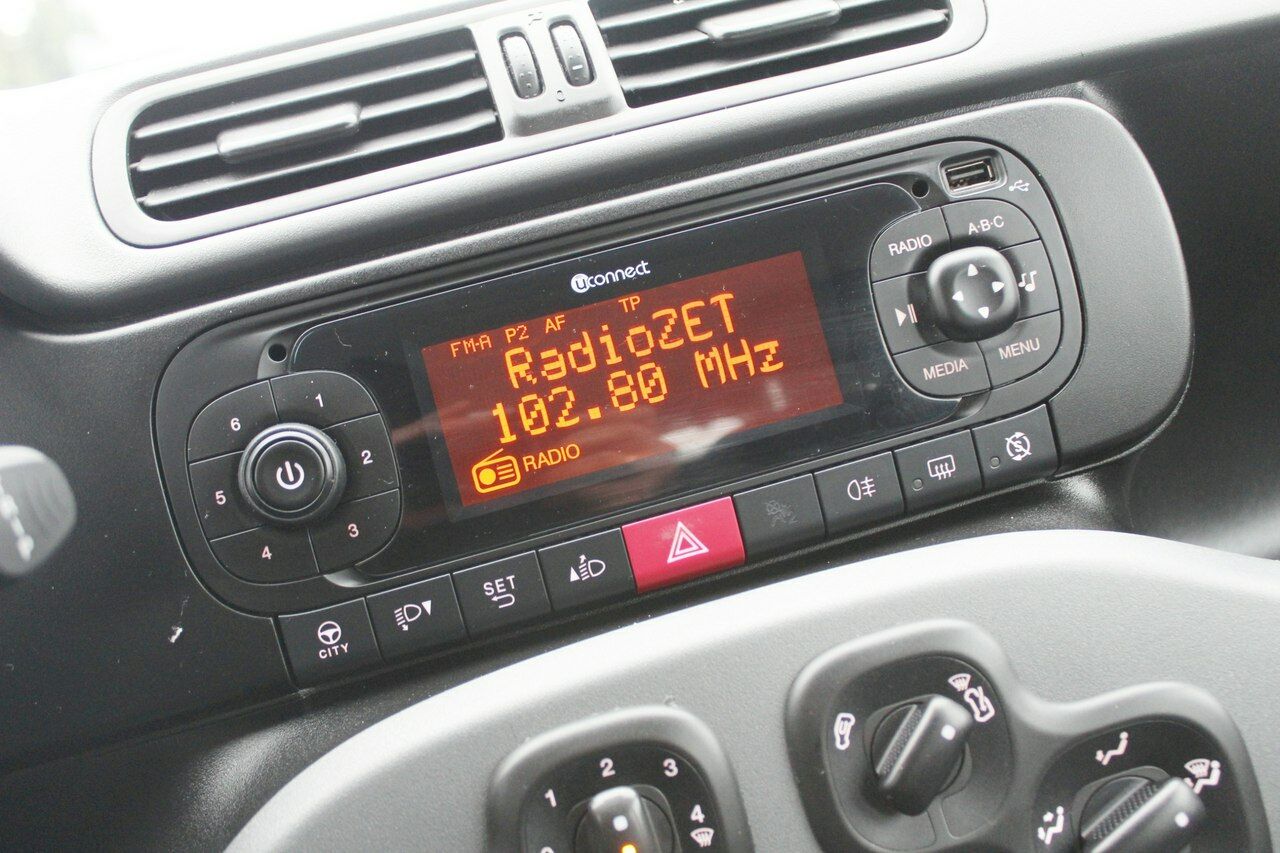 uconnect
FM-A P2 AF TP
RadioZET
102.80 MHz
RADIO
RADIO
A·B·C
MEDIA
MENU
6
1
5
2
4
3
CITY
SET
1
2
3
4